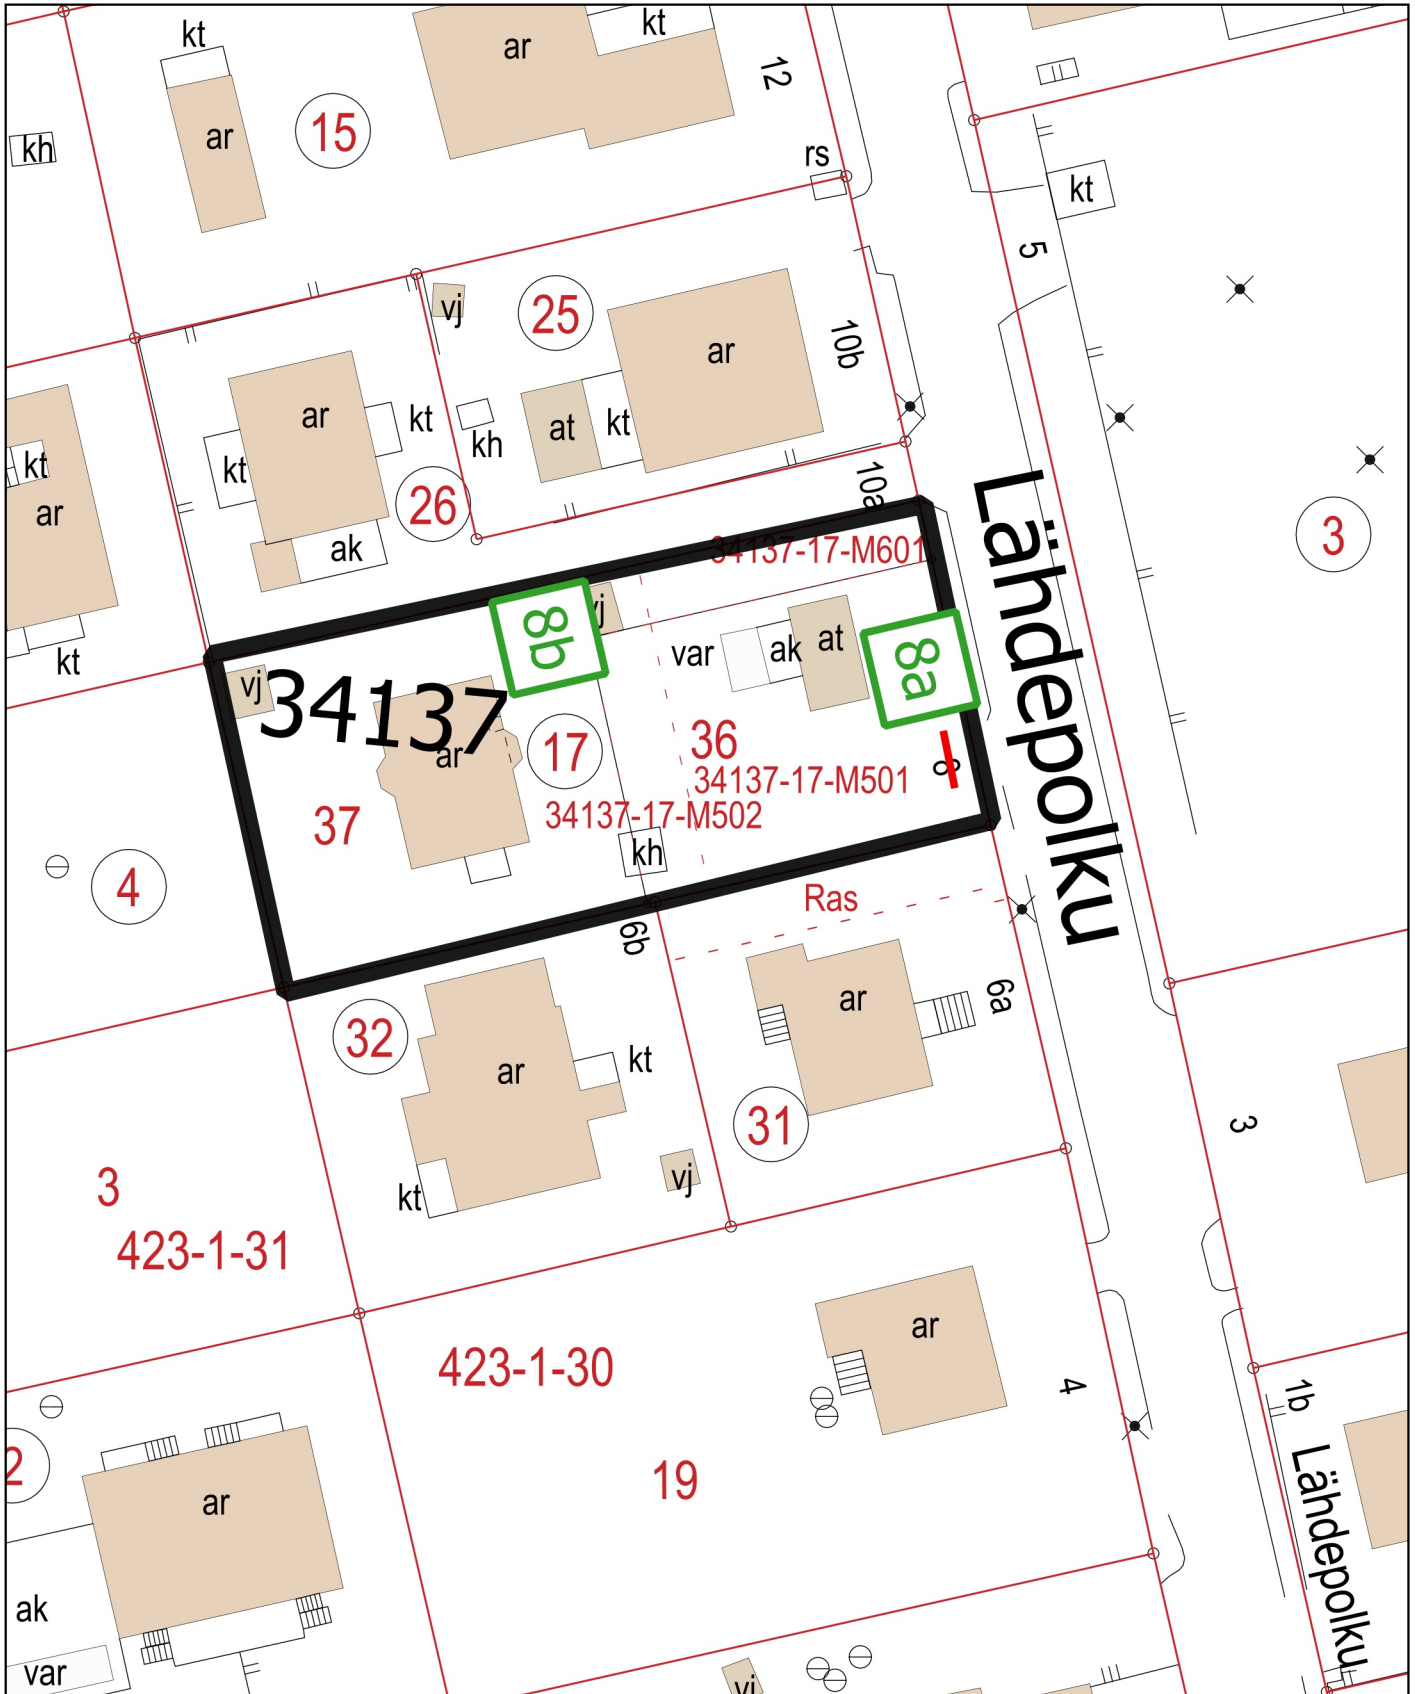 kt
kt
ar
12
ar
15
kh
rs
kt
5
vj
25
ar
10b
kt
ar
kt
at
kt
kh
kt
ar
10a
26
ak
3
34137-17-M601
8b
vj
kt
var
ak
at
8a
Lähdepolku
vj
34137
ar
17
36
8
34137-17-M501
37
34137-17-M502
kh
4
Ras
6b
ar
6a
32
ar
kt
31
3
vj
3
kt
423-1-31
ar
423-1-30
4
1b
2
19
ar
Lähdepolku
ak
var
vj